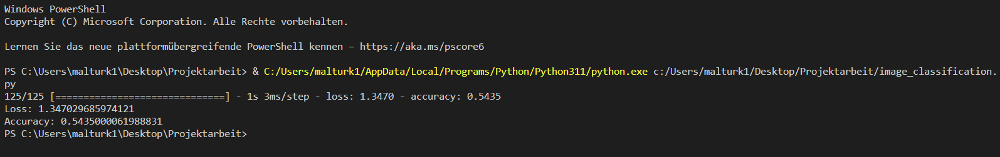 Windows PowerShell
Copyright (C) Microsoft Corporation. Alle Rechte vorbehalten.
Lernen Sie das neue plattformübergreifende PowerShell kennen – https://aka.ms/pscore6
PS C:\Users\malturk1\Desktop\Projektarbeit> & C:/Users/malturk1/AppData/Local/Programs/Python/Python311/python.exe c:/Users/malturk1/Desktop/Projektarbeit/image_classification.
py
125/125 [==============================] - 1s 3ms/step - loss: 1.3470 - accuracy: 0.5435
Loss: 1.347029685974121
Accuracy: 0.5435000061988831
PS C:\Users\malturk1\Desktop\Projektarbeit>